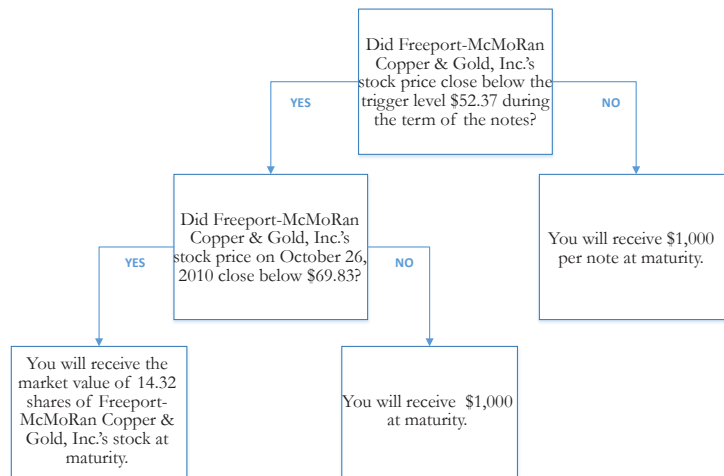 Did Freeport-McMoRan
Copper & Gold, Inc.'s
stock price close below the
trigger level $52.37 during
the term of the notes?
YES
NO
Did Freeport-McMoRan
Copper & Gold, Inc.'s
stock price on October 26,
2010 close below $69.83?
You will receive $1,000
per note at maturity.
YES
NO
You will receive the
market value of 14.32
shares of Freeport-
McMoRan Copper &
Gold, Inc.'s stock at
maturity.
You will receive $1,000
at maturity.